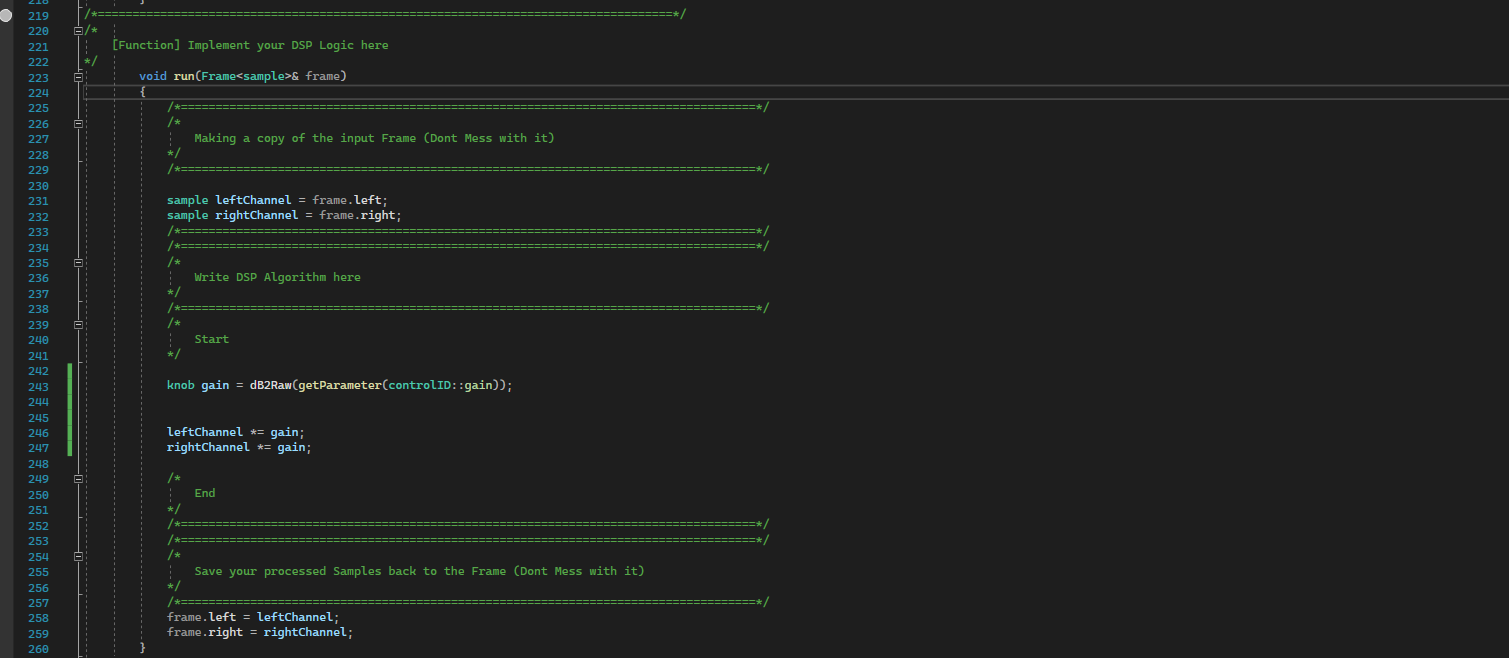 218 }
219 /*===================================================================================*/
220 /*
221 [Function] Implement your DSP Logic here
222 */
223 void run(Frame<sample>& frame)
224 {
225 /*===================================================================================*/
226 /*
227 Making a copy of the input Frame (Dont Mess with it)
228 */
229 /*===================================================================================*/
230
231 sample leftChannel = frame.left;
232 sample rightChannel = frame.right;
233 /*===================================================================================*/
234 /*===================================================================================*/
235 /*
236 Write DSP Algorithm here
237 */
238 /*===================================================================================*/
239 /*
240 Start
241 */
242
243 knob gain = dB2Raw(getParameter(controlID::gain));
244
245
246 leftChannel *= gain;
247 rightChannel *= gain;
248
249 /*
250 End
251 */
252 /*===================================================================================*/
253 /*===================================================================================*/
254 /*
255 Save your processed Samples back to the Frame (Dont Mess with it)
256 */
257 /*===================================================================================*/
258 frame.left = leftChannel;
259 frame.right = rightChannel;
260 }